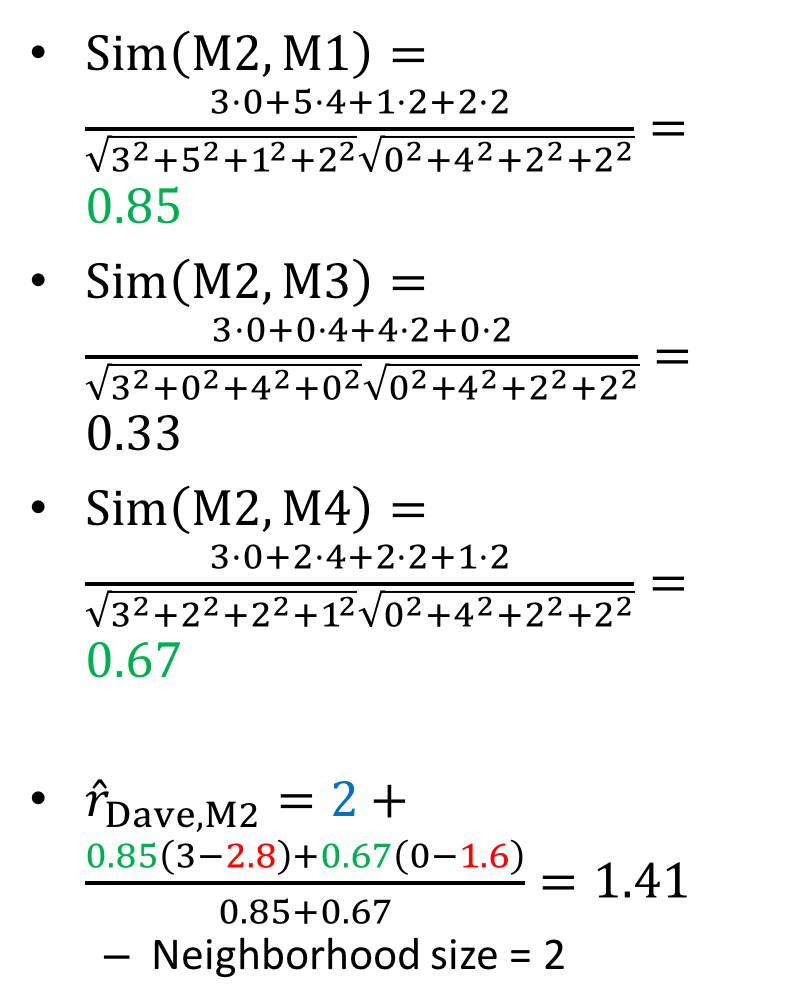 • Sim(M2, M1) =
3·0+5·4+1·2+2·2
√3²+5²+1²+2² √0²+4²+2²+2² =
0.85
• Sim(M2, M3) =
3·0+0·4+4·2+0·2
√3²+0²+4²+0² √0²+4²+2²+2² =
0.33
• Sim(M2, M4) =
3·0+2·4+2·2+1·2
√3²+2²+2²+1² √0²+4²+2²+2² =
0.67
• r̂Dave,M2 = 2 +
0.85(3−2.8)+0.67(0−1.6)
0.85+0.67 = 1.41
– Neighborhood size = 2